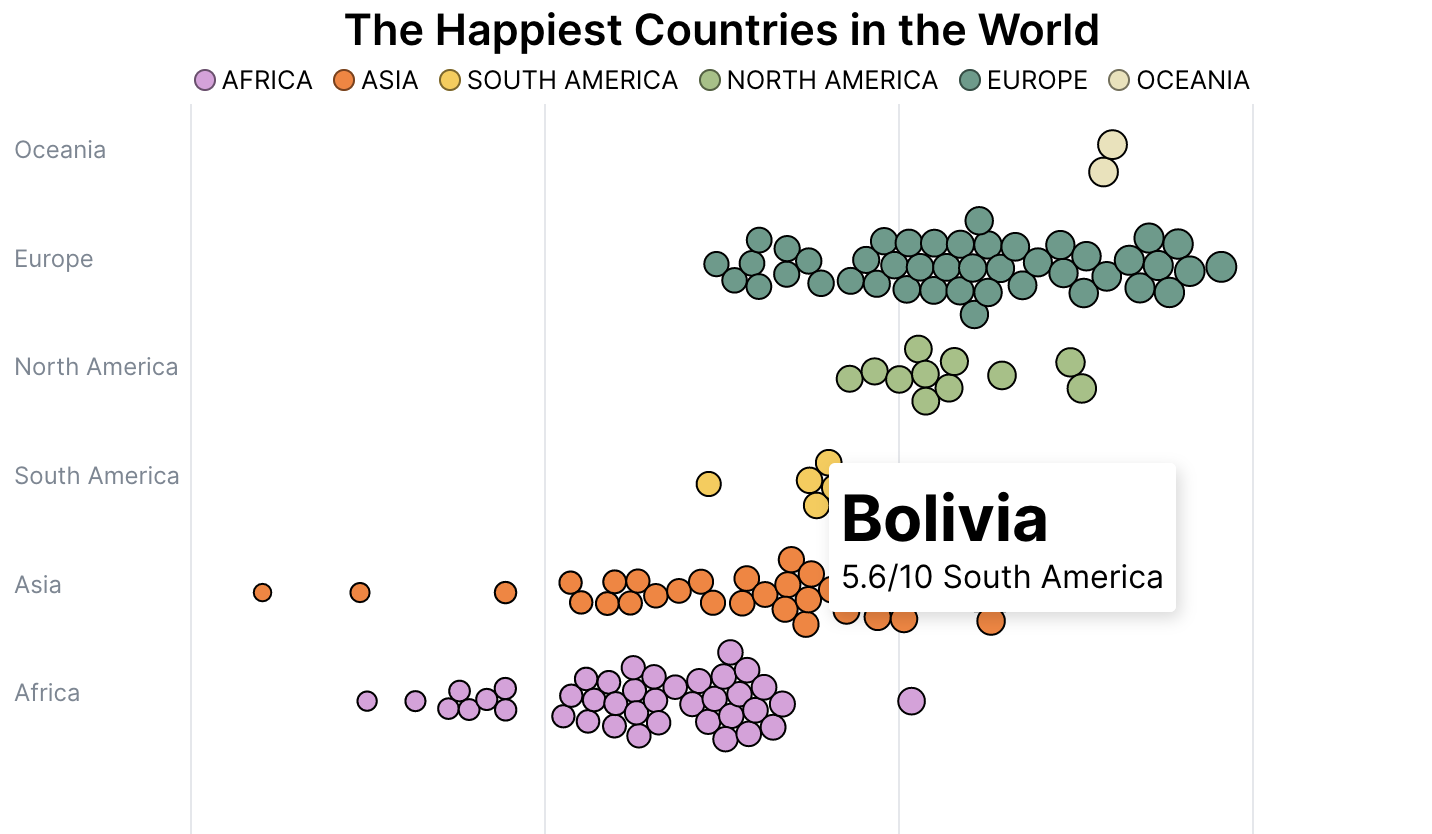 The Happiest Countries in the World
AFRICA ASIA SOUTH AMERICA NORTH AMERICA EUROPE OCEANIA
Oceania
Europe
North America
South America
Bolivia
5.6/10 South America
Asia
Africa